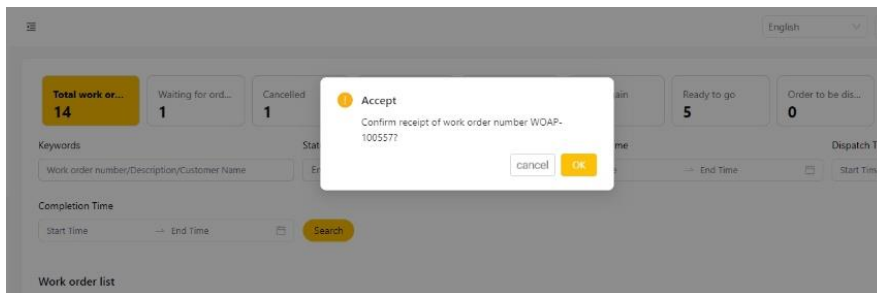 English
Total work or...
14
Waiting for ord...
1
Cancelled
1
Ready to go
5
Order to be dis...
0
Accept
Confirm receipt of work order number WOAP-
100557?
cancel
OK
Keywords
Stat
me
Dispatch T
Work order number/Description/Customer Name
En
→ End Time
Start Tim
Completion Time
Start Time → End Time
Search
Work order list